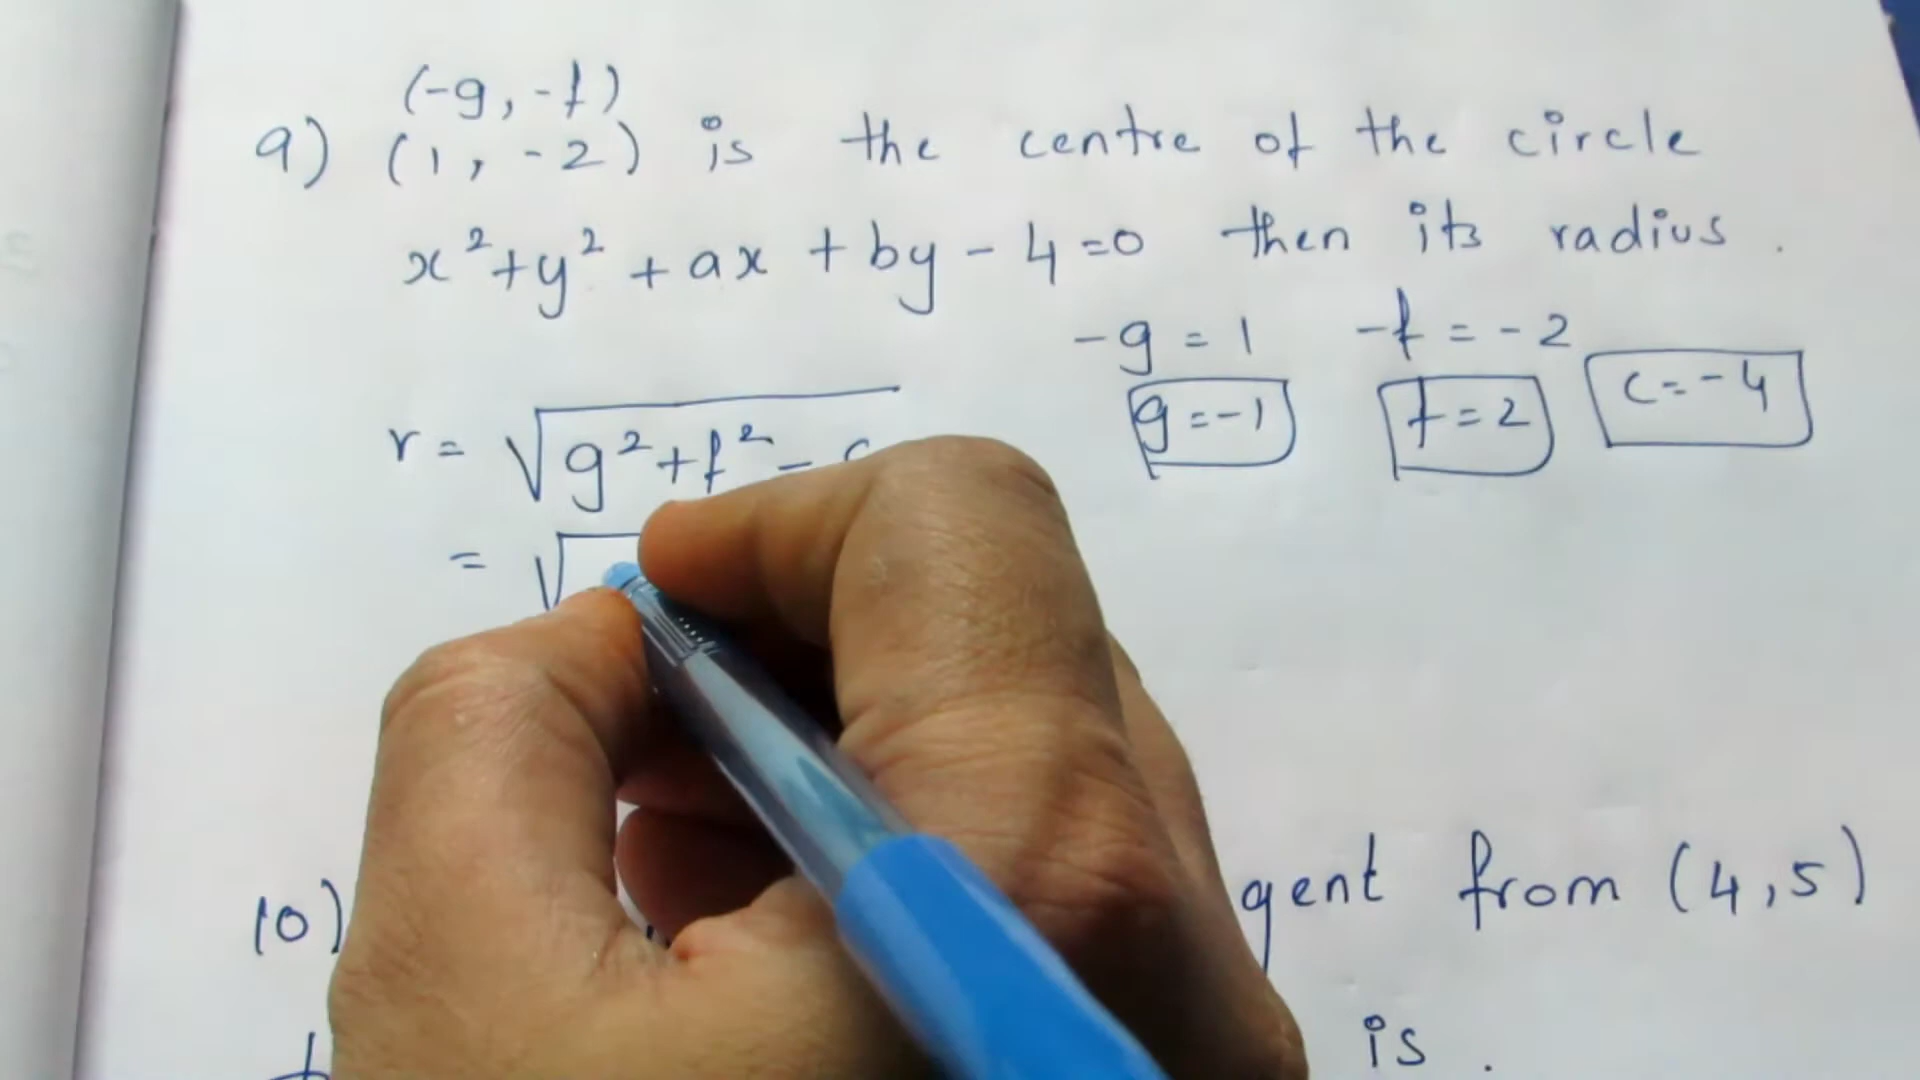 (-g, -f)
9) (1, -2) is the centre of the circle
x²+y² + ax + by - 4=0 then its radius.
-g = 1 -f = -2
g=-1 f=2 c=-4
r = √g²+f² - c
= √
10) gent from (4,5)
is.